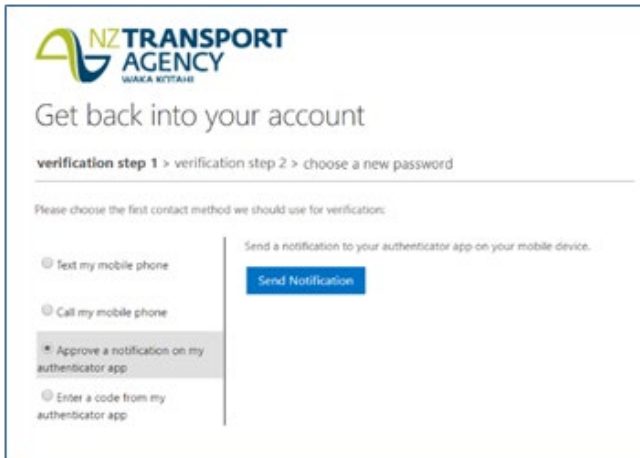 NZ TRANSPORT
AGENCY
WAKA KOTAHI
Get back into your account
verification step 1 > verification step 2 > choose a new password
Please choose the first contact method we should use for verification:
Text my mobile phone
Call my mobile phone
Approve a notification on my
authenticator app
Enter a code from my
authenticator app
Send a notification to your authenticator app on your mobile device.
Send Notification